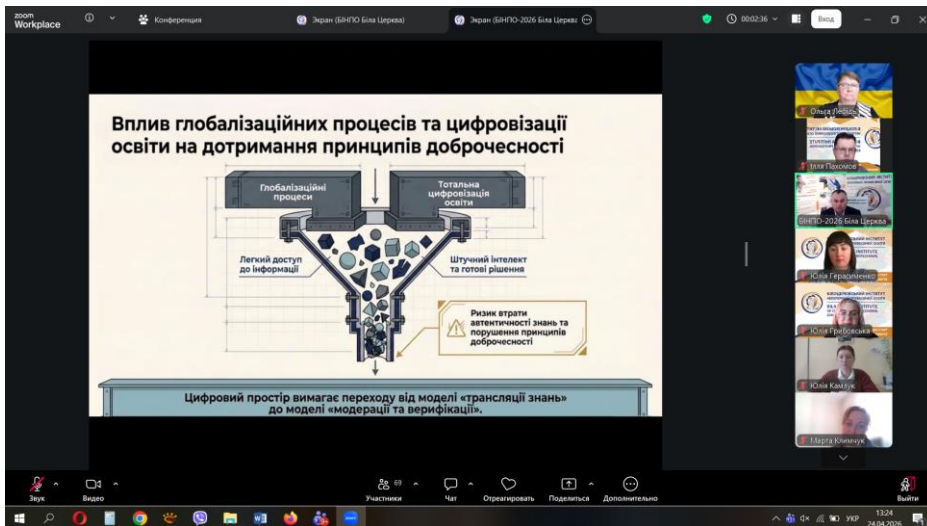 zoom
Workplace
Конференция
Экран (БІНПО Біла Церква)
Экран (БІНПО-2026 Біла Церква
00:02:36
Вход
Вплив глобалізаційних процесів та цифровізації
освіти на дотримання принципів доброчесності
Глобалізаційні
процеси
Тотальна
цифровізація
освіти
Легкий доступ
до інформації
Штучний інтелект
та готові рішення
Ризик втрати
автентичності знань та
порушення принципів
доброчесності
Цифровий простір вимагає переходу від моделі «трансляції знань»
до моделі «модерації та верифікації».
Ольга
Ілля Пахомов
БІНПО-2026 Біла Церква
Юлія Герасименко
Юлія Грибовська
Юлія Камлук
Марта Климчук
Звук
Видео
Участники
Чат
Отреагировать
Поделиться
Дополнительно
Выйти
УКР
13:24
24.04.2026